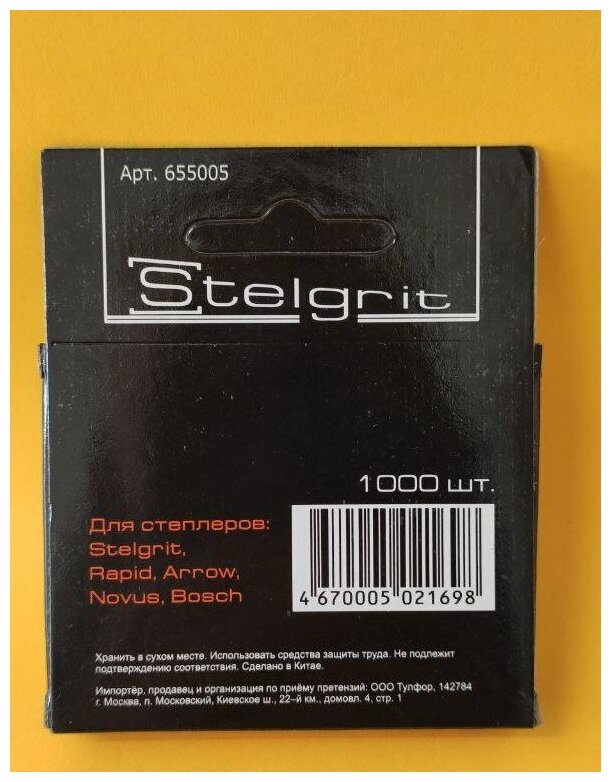 Арт. 655005
Stelgrit
1000 шт.
Для степлеров:
Stelgrit,
Rapid, Arrow,
Novus, Bosch
4 670005 021698
Хранить в сухом месте. Использовать средства защиты труда. Не подлежит
подтверждению соответствия. Сделано в Китае.
Импортёр, продавец и организация по приёму претензий: ООО Тулфор, 142784
г. Москва, п. Московский, Киевское ш., 22-й км., домовл. 4, стр. 1